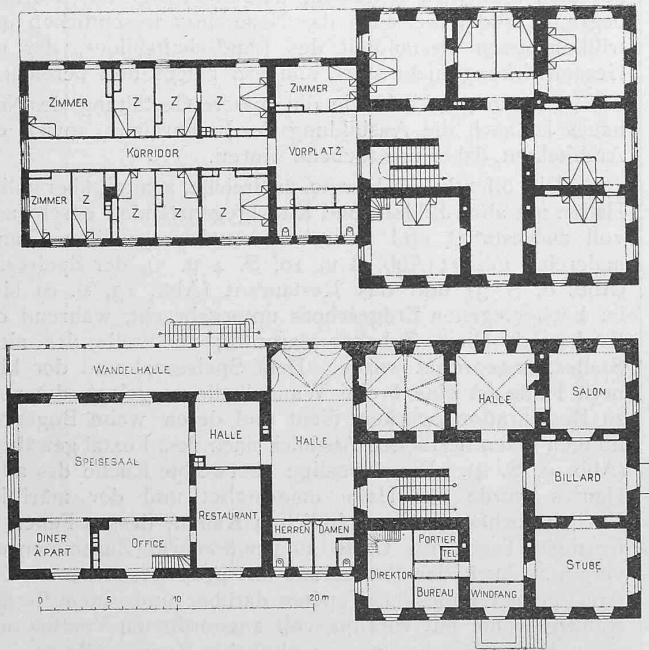 ZIMMER Z Z Z ZIMMER
KORRIDOR VORPLATZ
ZIMMER Z Z Z
WANDELHALLE
HALLE HALLE HALLE SALON
SPEISESAAL
BILLARD
RESTAURANT
DINER
À PART
OFFICE
HERREN DAMEN
PORTIER
TEL.
DIREKTOR
BUREAU
WINDFANG
STUBE
0 5 10 20 m